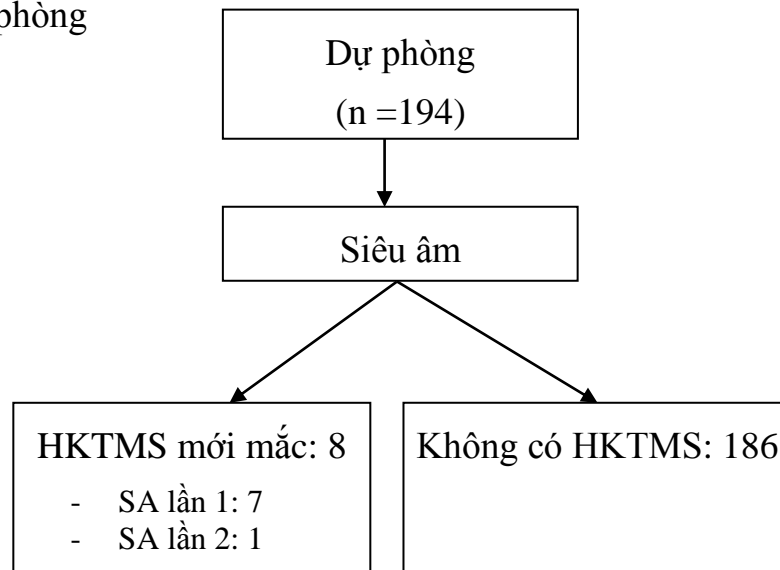 phòng
Dự phòng
(n =194)
Siêu âm
HKTMS mới mắc: 8
- SA lần 1: 7
- SA lần 2: 1
Không có HKTMS: 186